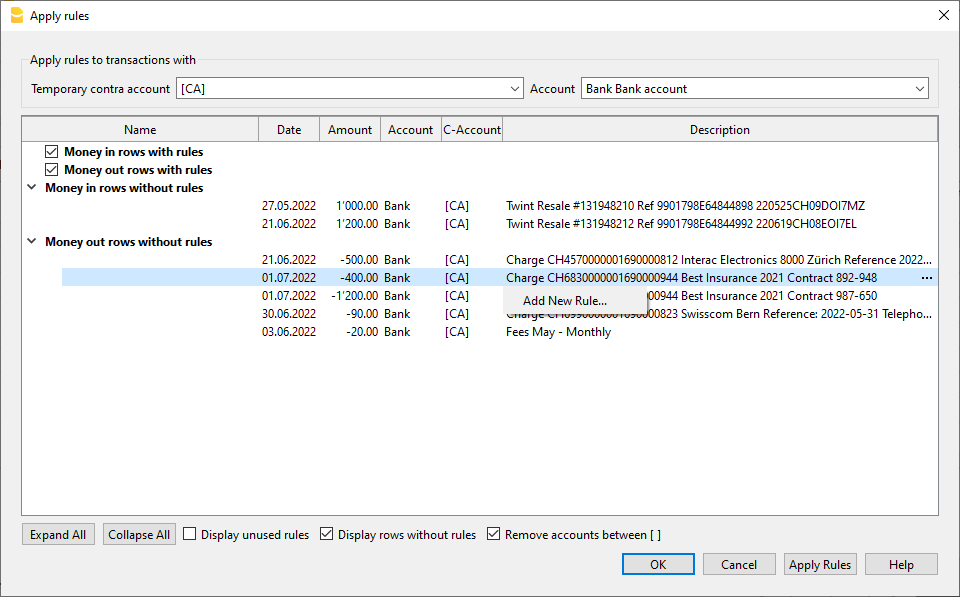 Apply rules
Apply rules to transactions with
Temporary contra account [CA] Account Bank Bank account
Name Date Amount Account C-Account Description
Money in rows with rules
Money out rows with rules
Money in rows without rules
27.05.2022 1'000.00 Bank [CA] Twint Resale #131948210 Ref 9901798E64844898 220525CH09DOI7MZ
21.06.2022 1'200.00 Bank [CA] Twint Resale #131948212 Ref 9901798E64844992 220619CH08EOI7EL
Money out rows without rules
21.06.2022 -500.00 Bank [CA] Charge CH457000001690000812 Interac Electronics 8000 Zürich Reference 2022...
01.07.2022 -400.00 Bank [CA] Charge CH6830000001690000944 Best Insurance 2021 Contract 892-948 ...
01.07.2022 -1'200.00 Bank [CA] 00944 Best Insurance 2021 Contract 987-650
Add New Rule...
30.06.2022 -90.00 Bank [CA] 0000001690000823 Swisscom Bern Reference: 2022-05-31 Telepho...
03.06.2022 -20.00 Bank [CA] Fees May - Monthly
Expand All Collapse All Display unused rules Display rows without rules Remove accounts between [ ]
OK Cancel Apply Rules Help